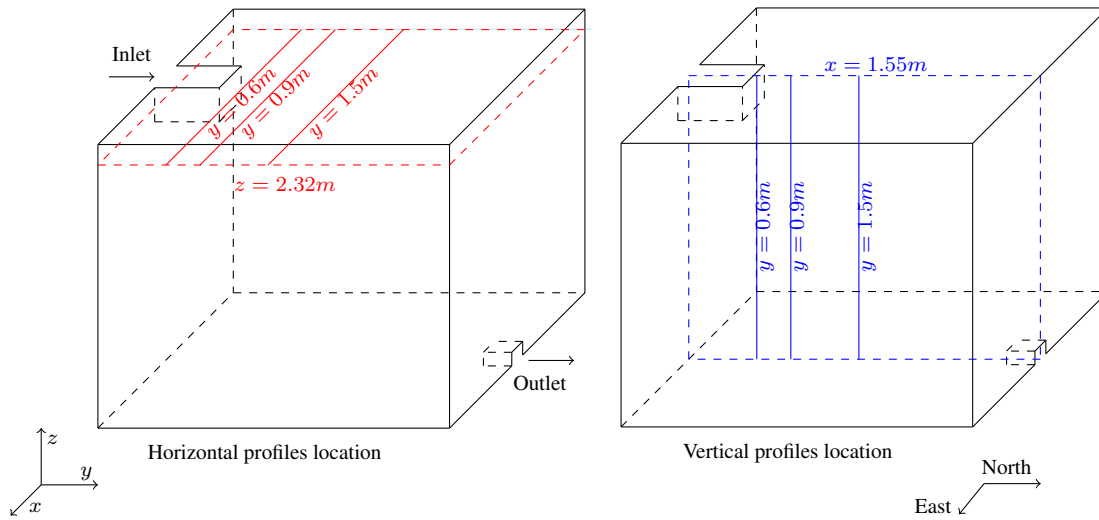 Inlet
y = 0.6m
y = 0.9m
y = 1.5m
z = 2.32m
Outlet
Horizontal profiles location
z
y
x
x = 1.55m
y = 0.6m
y = 0.9m
y = 1.5m
Vertical profiles location
North
East